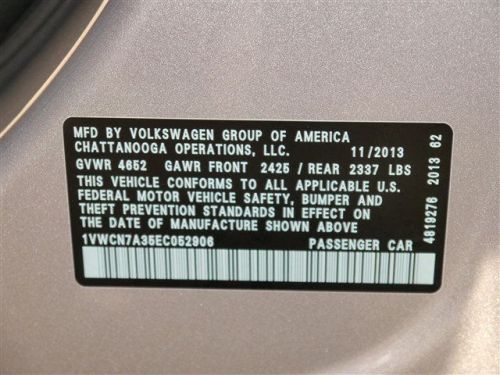 MFD BY VOLKSWAGEN GROUP OF AMERICA
CHATTANOOGA OPERATIONS, LLC. 11/2013
GVWR 4652 GAWR FRONT 2425 / REAR 2337 LBS
THIS VEHICLE CONFORMS TO ALL APPLICABLE U.S.
FEDERAL MOTOR VEHICLE SAFETY, BUMPER AND
THEFT PREVENTION STANDARDS IN EFFECT ON
THE DATE OF MANUFACTURE SHOWN ABOVE
1VWCN7A35EC052906 PASSENGER CAR
4818276 2013 62